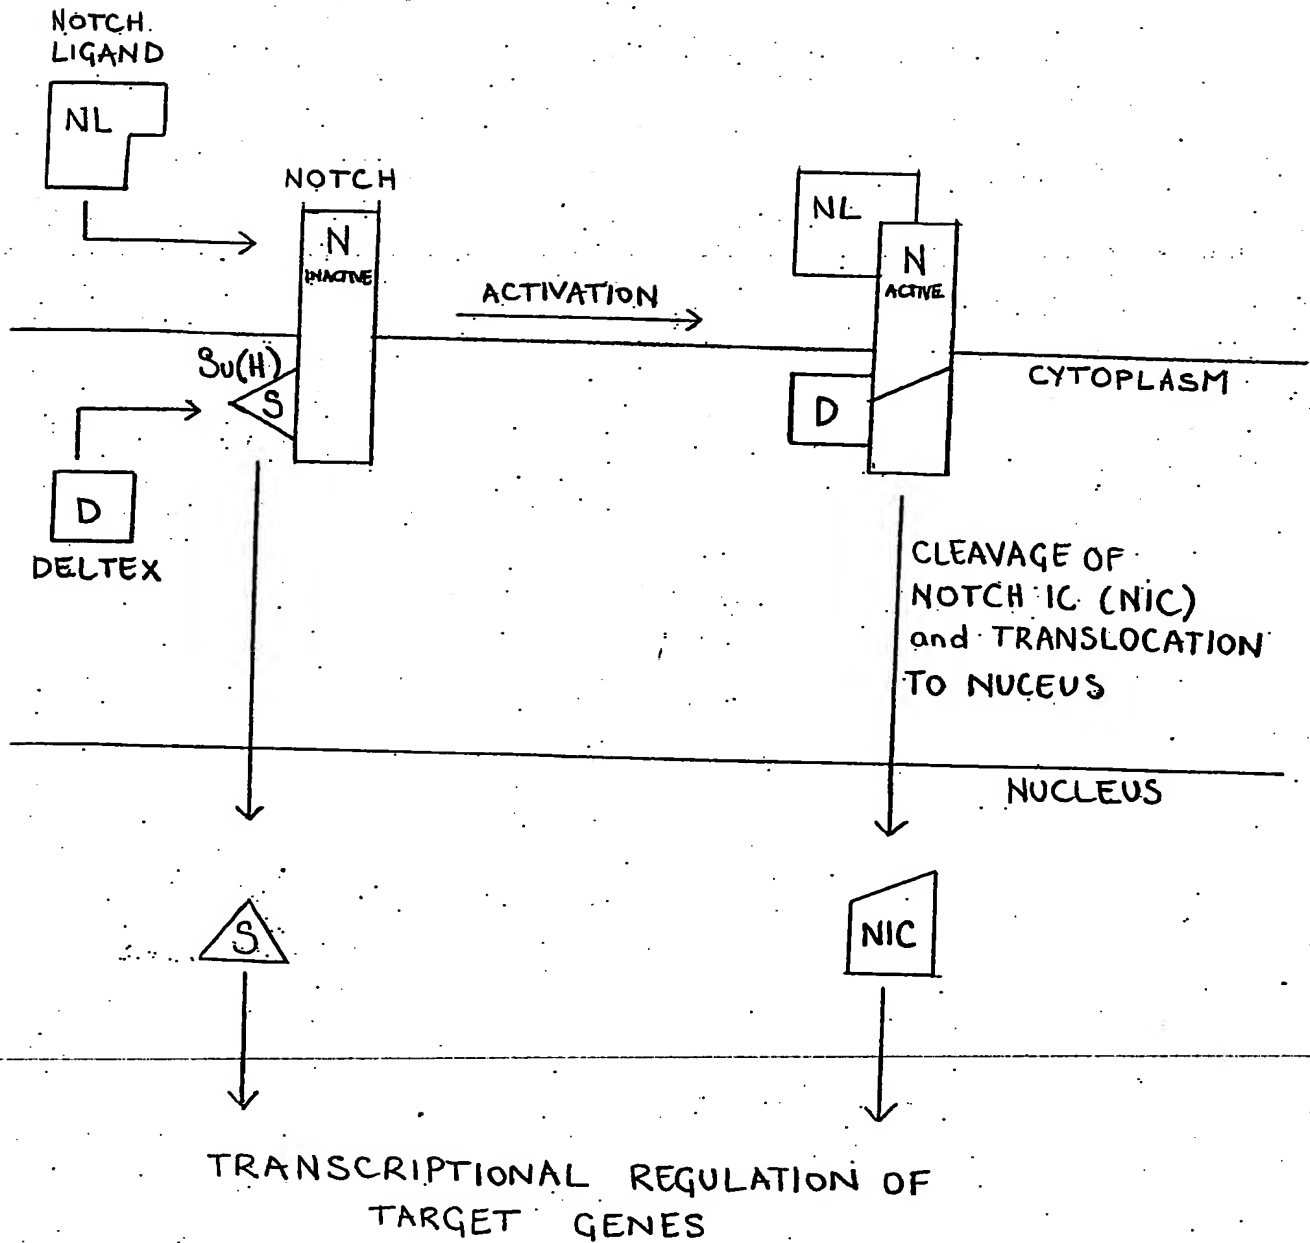 NOTCH
LIGAND
NL
NOTCH
N
INACTIVE
ACTIVATION
NL
N
ACTIVE
Su(H)
S
CYTOPLASM
D
D
DELTEX
CLEAVAGE OF
NOTCH IC (NIC)
and TRANSLOCATION
TO NUCEUS
NUCLEUS
S
NIC
TRANSCRIPTIONAL REGULATION OF
TARGET GENES